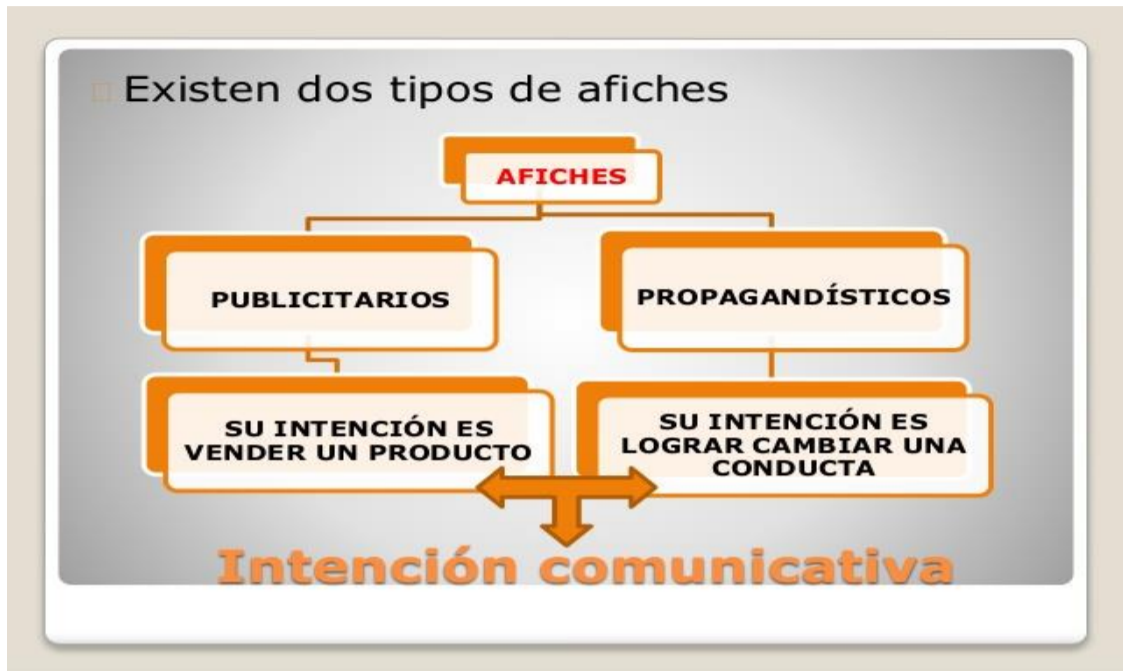 Existen dos tipos de afiches
AFICHES
PUBLICITARIOS
PROPAGANDÍSTICOS
SU INTENCIÓN ES
VENDER UN PRODUCTO
SU INTENCIÓN ES
LOGRAR CAMBIAR UNA
CONDUCTA
Intención comunicativa